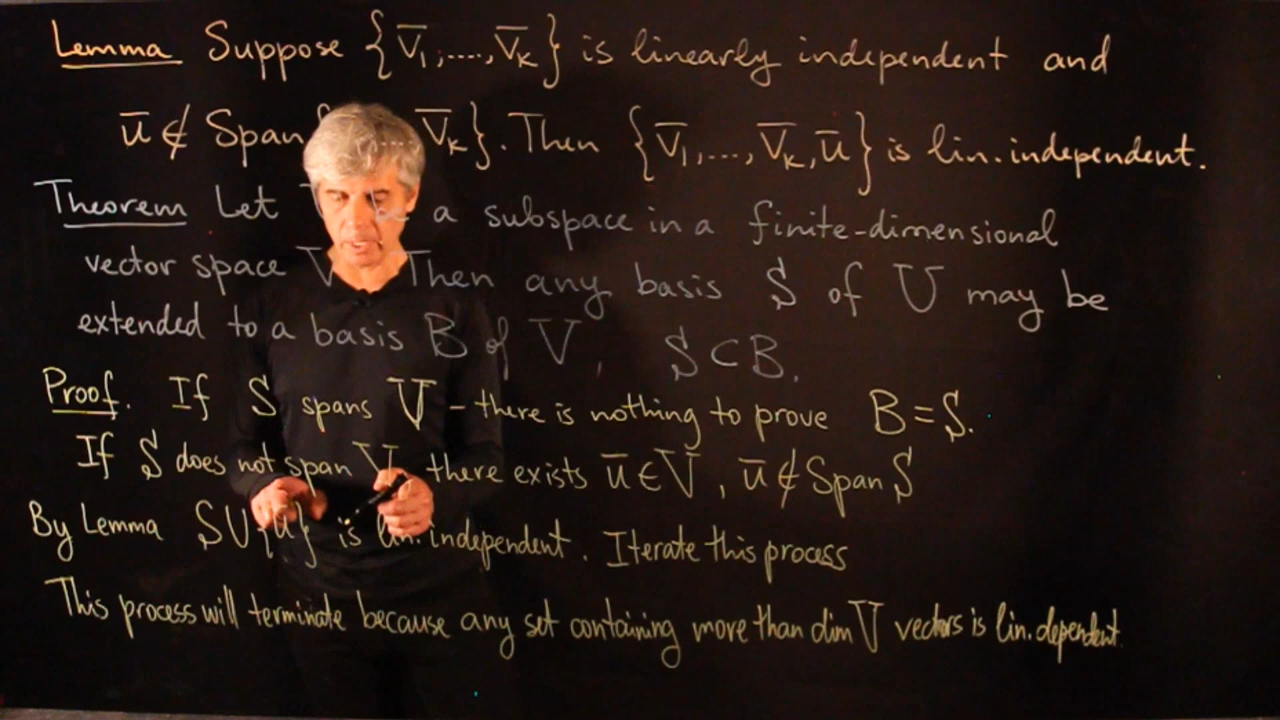 Lemma Suppose {v̄₁,....,v̄ₖ} is linearly independent and
ū ∉ Span{ ....v̄ₖ}. Then {v̄₁,...,v̄ₖ,ū} is lin. independent.
Theorem Let a subspace in a finite-dimensional
vector space V Then any basis S of U may be
extended to a basis B of V, S ⊂ B.
Proof. If S spans V – there is nothing to prove B = S.
If S does not span V, there exists ū ∈ V, ū ∉ Span S
By Lemma S ∪ {ū} is lin. independent. Iterate this process
This process will terminate because any set containing more than dim V vectors is lin. dependent.